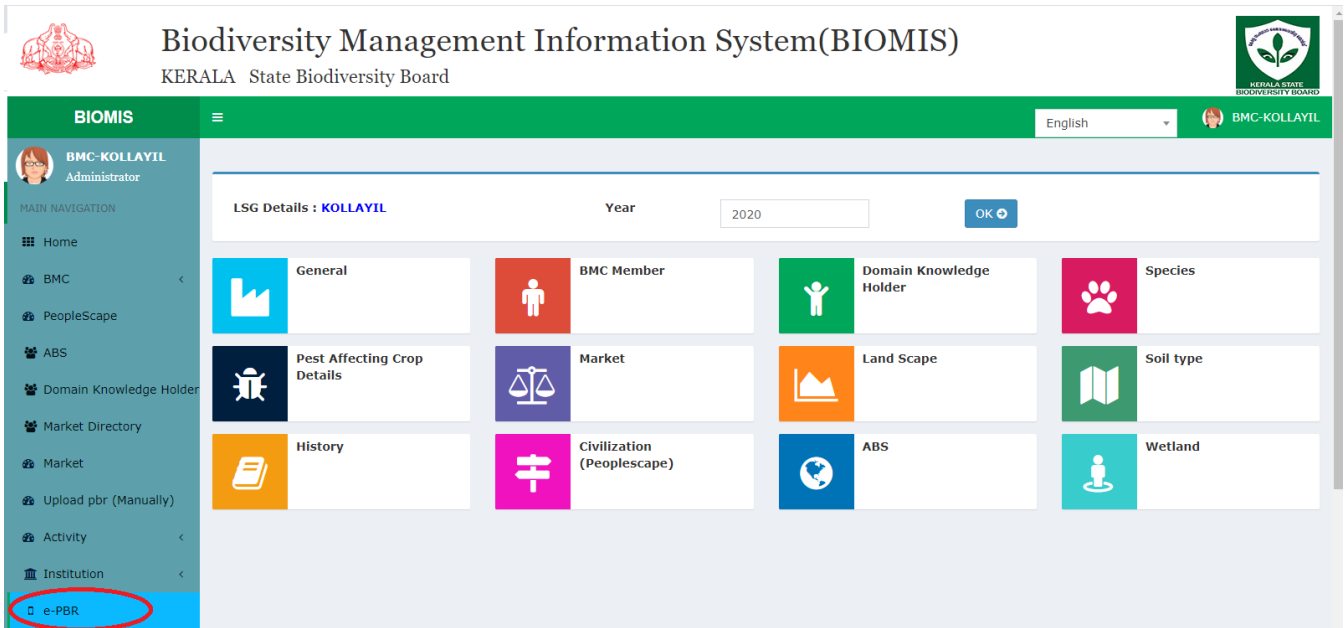 Biodiversity Management Information System(BIOMIS)
KERALA State Biodiversity Board
KERALA STATE
BIODIVERSITY BOARD
BIOMIS
English
BMC-KOLLAYIL
BMC-KOLLAYIL
Administrator
MAIN NAVIGATION
Home
BMC
PeopleScape
ABS
Domain Knowledge Holder
Market Directory
Market
Upload pbr (Manually)
Activity
Institution
e-PBR
LSG Details : KOLLAYIL
Year
2020
OK
General
BMC Member
Domain Knowledge
Holder
Species
Pest Affecting Crop
Details
Market
Land Scape
Soil type
History
Civilization
(Peoplescape)
ABS
Wetland